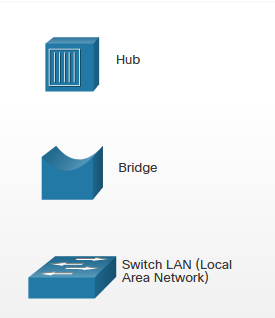 Hub
Bridge
Switch LAN (Local
Area Network)